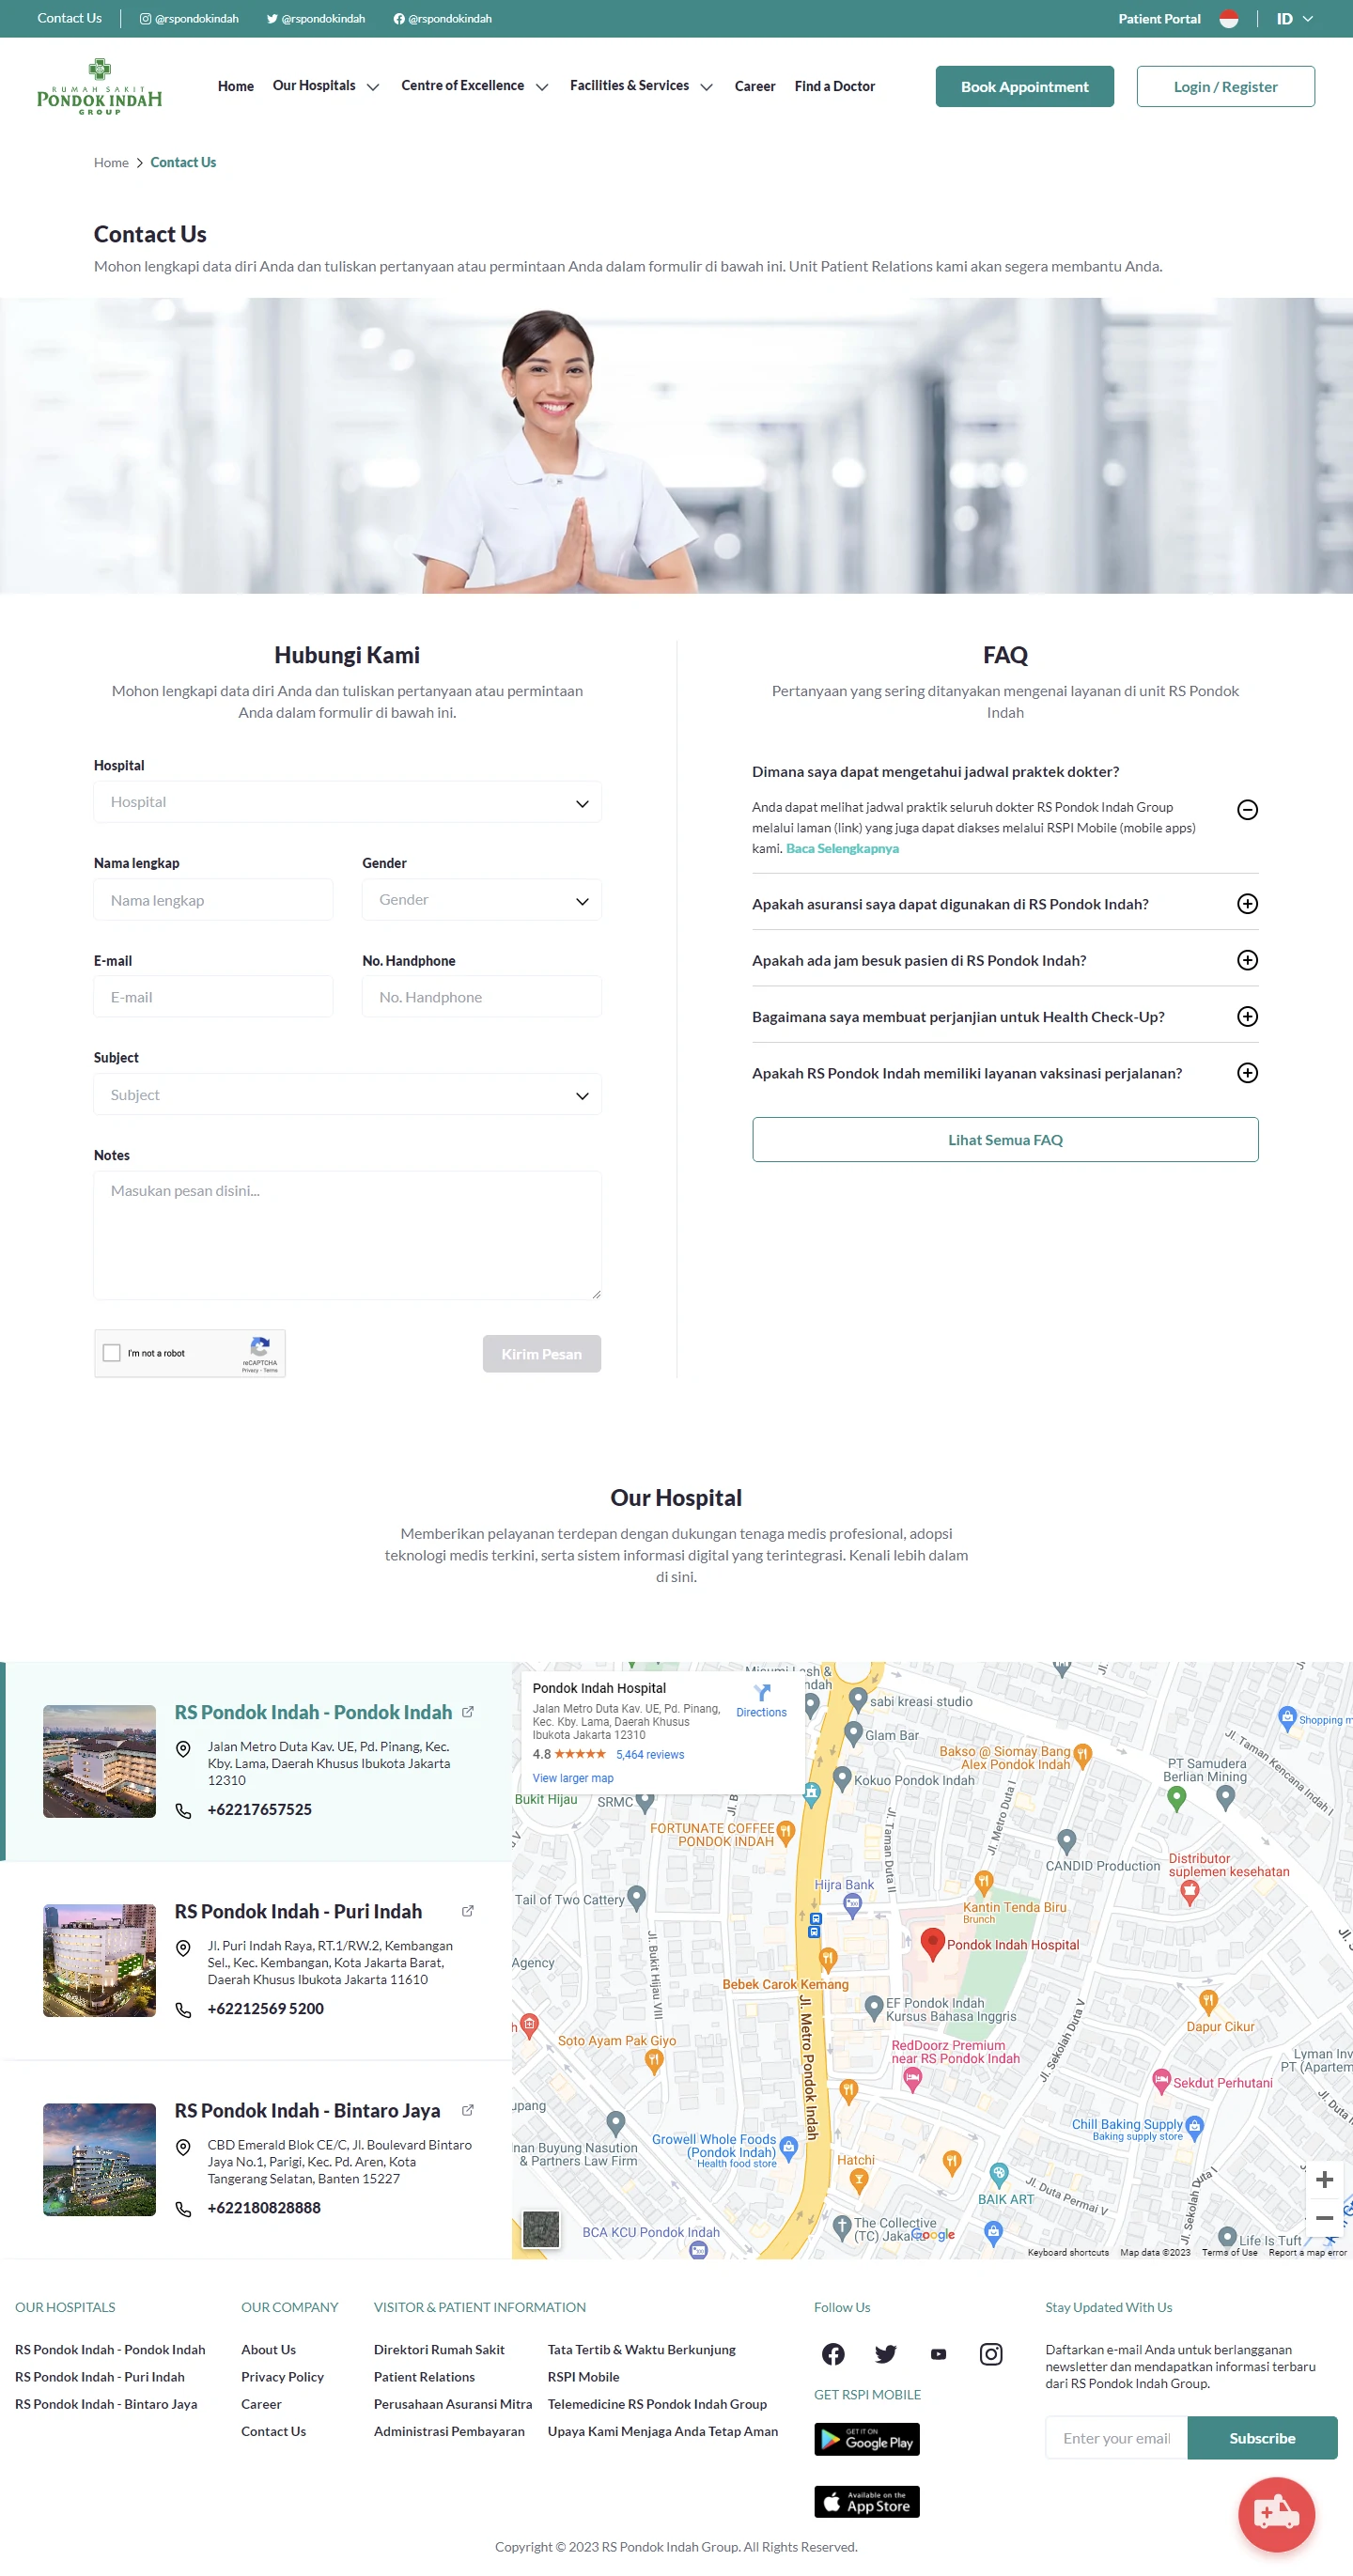 Contact Us
@rspondokindah
@rspondokindah
@rspondokindah
Patient Portal
ID
RUMAH SAKIT
PONDOK INDAH
GROUP
Home
Our Hospitals
Centre of Excellence
Facilities & Services
Career
Find a Doctor
Book Appointment
Login / Register
Home
Contact Us
Contact Us
Mohon lengkapi data diri Anda dan tuliskan pertanyaan atau permintaan Anda dalam formulir di bawah ini. Unit Patient Relations kami akan segera membantu Anda.
Hubungi Kami
Mohon lengkapi data diri Anda dan tuliskan pertanyaan atau permintaan
Anda dalam formulir di bawah ini.
Hospital
Hospital
Nama lengkap
Gender
Nama lengkap
Gender
E-mail
No. Handphone
E-mail
No. Handphone
Subject
Subject
Notes
Masukan pesan disini...
I'm not a robot
reCAPTCHA
Privacy - Terms
Kirim Pesan
FAQ
Pertanyaan yang sering ditanyakan mengenai layanan di unit RS Pondok
Indah
Dimana saya dapat mengetahui jadwal praktek dokter?
Anda dapat melihat jadwal praktik seluruh dokter RS Pondok Indah Group
melalui laman (link) yang juga dapat diakses melalui RSPI Mobile (mobile apps)
kami. Baca Selengkapnya
Apakah asuransi saya dapat digunakan di RS Pondok Indah?
Apakah ada jam besuk pasien di RS Pondok Indah?
Bagaimana saya membuat perjanjian untuk Health Check-Up?
Apakah RS Pondok Indah memiliki layanan vaksinasi perjalanan?
Lihat Semua FAQ
Our Hospital
Memberikan pelayanan terdepan dengan dukungan tenaga medis profesional, adopsi
teknologi medis terkini, serta sistem informasi digital yang terintegrasi. Kenali lebih dalam
di sini.
RS Pondok Indah - Pondok Indah
Jalan Metro Duta Kav. UE, Pd. Pinang, Kec.
Kby. Lama, Daerah Khusus Ibukota Jakarta
12310
+62217657525
RS Pondok Indah - Puri Indah
Jl. Puri Indah Raya, RT.1/RW.2, Kembangan
Sel., Kec. Kembangan, Kota Jakarta Barat,
Daerah Khusus Ibukota Jakarta 11610
+62212569 5200
RS Pondok Indah - Bintaro Jaya
CBD Emerald Blok CE/C, Jl. Boulevard Bintaro
Jaya No.1, Parigi, Kec. Pd. Aren, Kota
Tangerang Selatan, Banten 15227
+622180828888
Pondok Indah Hospital
Jalan Metro Duta Kav. UE, Pd. Pinang,
Kec. Kby. Lama, Daerah Khusus
Ibukota Jakarta 12310
4.8
5,464 reviews
View larger map
Directions
sabi kreasi studio
Glam Bar
Shopping m
Jl. Taman Kencana Indah I
Bakso @ Siomay Bang
Alex Pondok Indah
Kokuo Pondok Indah
PT Samudera
Berlian Mining
Bukit Hijau
SRMC
Jl. B
FORTUNATE COFFEE
PONDOK INDAH
Jl. Taman Duta II
Jl. Metro Duta I
CANDID Production
Distributor
suplemen kesehatan
Hijra Bank
Tail of Two Cattery
Kantin Tenda Biru
Brunch
Jl. Bukit Hijau VIII
Pondok Indah Hospital
Agency
Bebek Carok Kemang
EF Pondok Indah
Kursus Bahasa Inggris
Dapur Cikur
Jl. Metro Pondok Indah
Jl. Sekolah Duta V
Soto Ayam Pak Giyo
RedDoorz Premium
near RS Pondok Indah
Lyman Inv
PT (Apartem
Sekdut Perhutani
upang
Chill Baking Supply
Baking supply store
nan Buyung Nasution
& Partners Law Firm
Growell Whole Foods
(Pondok Indah)
Health food store
Hatchi
Jl. Duta Permai V
BAIK ART
Jl. Sekolah Duta I
BCA KCU Pondok Indah
The Collective
(TC) Jakarta
Google
Life Is Tuft
Keyboard shortcuts
Map data ©2023
Terms of Use
Report a map error
OUR HOSPITALS
RS Pondok Indah - Pondok Indah
RS Pondok Indah - Puri Indah
RS Pondok Indah - Bintaro Jaya
OUR COMPANY
About Us
Privacy Policy
Career
Contact Us
VISITOR & PATIENT INFORMATION
Direktori Rumah Sakit
Patient Relations
Perusahaan Asuransi Mitra
Administrasi Pembayaran
Tata Tertib & Waktu Berkunjung
RSPI Mobile
Telemedicine RS Pondok Indah Group
Upaya Kami Menjaga Anda Tetap Aman
Follow Us
GET RSPI MOBILE
GET IT ON
Google Play
Available on the
App Store
Stay Updated With Us
Daftarkan e-mail Anda untuk berlangganan
newsletter dan mendapatkan informasi terbaru
dari RS Pondok Indah Group.
Enter your email
Subscribe
Copyright © 2023 RS Pondok Indah Group. All Rights Reserved.